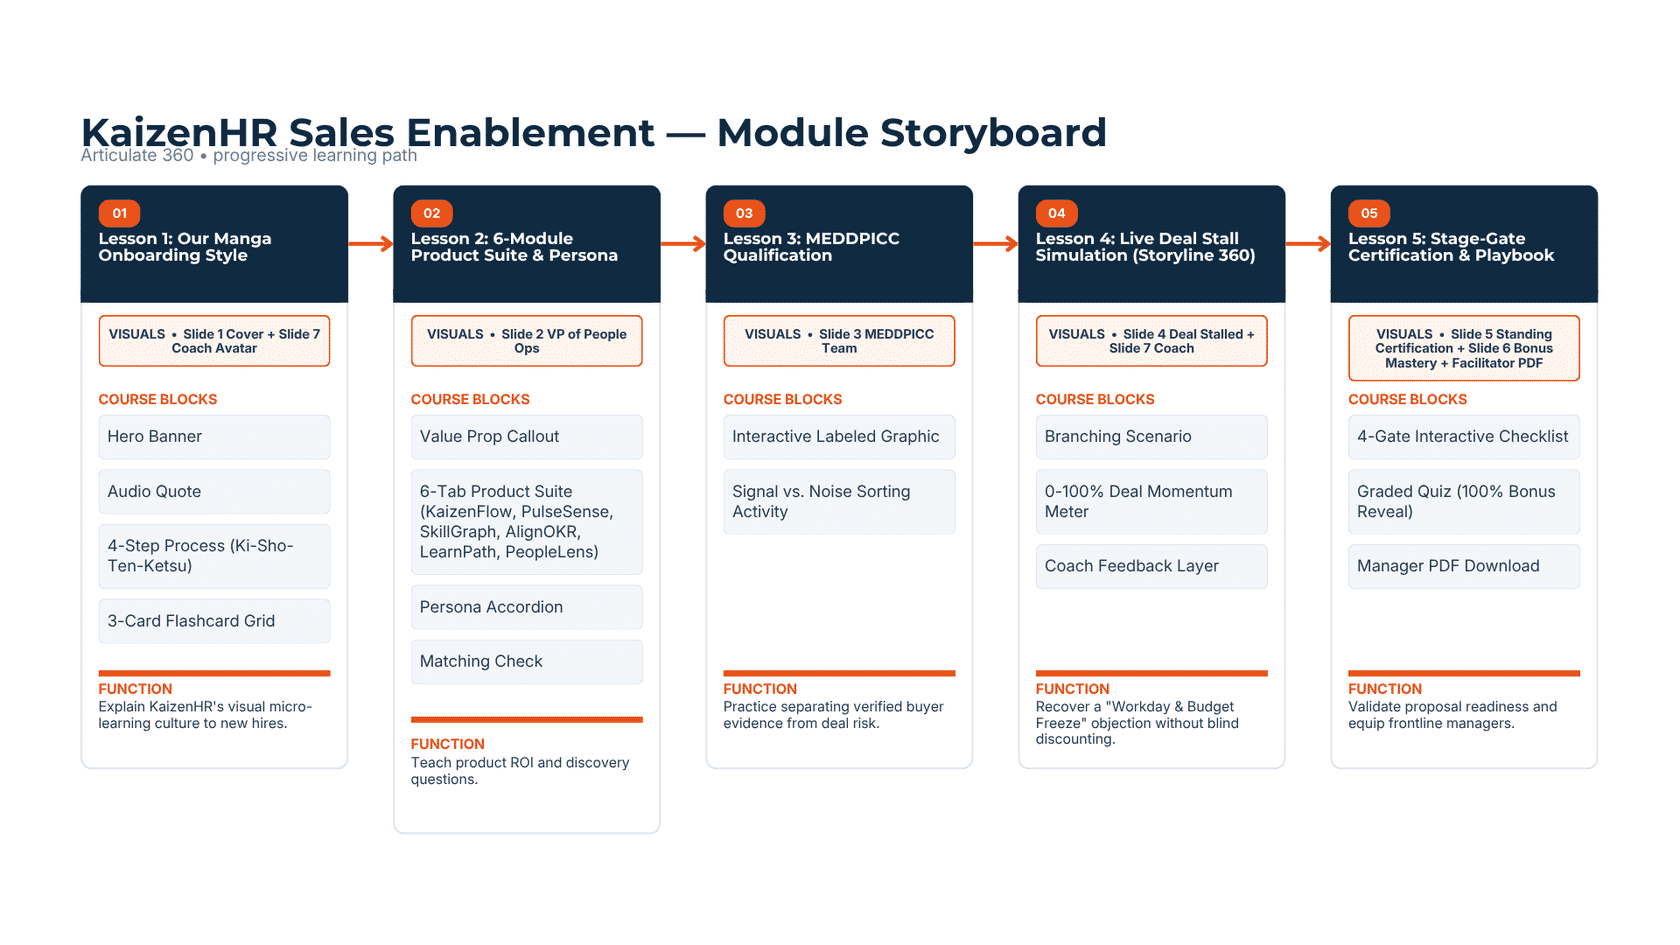 KaizenHR Sales Enablement — Module Storyboard
Articulate 360 • progressive learning path
01
Lesson 1: Our Manga
Onboarding Style
VISUALS • Slide 1 Cover + Slide 7
Coach Avatar
COURSE BLOCKS
Hero Banner
Audio Quote
4-Step Process (Ki-Sho-
Ten-Ketsu)
3-Card Flashcard Grid
FUNCTION
Explain KaizenHR's visual micro-
learning culture to new hires.
02
Lesson 2: 6-Module
Product Suite & Persona
VISUALS • Slide 2 VP of People
Ops
COURSE BLOCKS
Value Prop Callout
6-Tab Product Suite
(KaizenFlow, PulseSense,
SkillGraph, AlignOKR,
LearnPath, PeopleLens)
Persona Accordion
Matching Check
FUNCTION
Teach product ROI and discovery
questions.
03
Lesson 3: MEDDPICC
Qualification
VISUALS • Slide 3 MEDDPICC
Team
COURSE BLOCKS
Interactive Labeled Graphic
Signal vs. Noise Sorting
Activity
FUNCTION
Practice separating verified buyer
evidence from deal risk.
04
Lesson 4: Live Deal Stall
Simulation (Storyline 360)
VISUALS • Slide 4 Deal Stalled +
Slide 7 Coach
COURSE BLOCKS
Branching Scenario
0-100% Deal Momentum
Meter
Coach Feedback Layer
FUNCTION
Recover a "Workday & Budget
Freeze" objection without blind
discounting.
05
Lesson 5: Stage-Gate
Certification & Playbook
VISUALS • Slide 5 Standing
Certification + Slide 6 Bonus
Mastery + Facilitator PDF
COURSE BLOCKS
4-Gate Interactive Checklist
Graded Quiz (100% Bonus
Reveal)
Manager PDF Download
FUNCTION
Validate proposal readiness and
equip frontline managers.